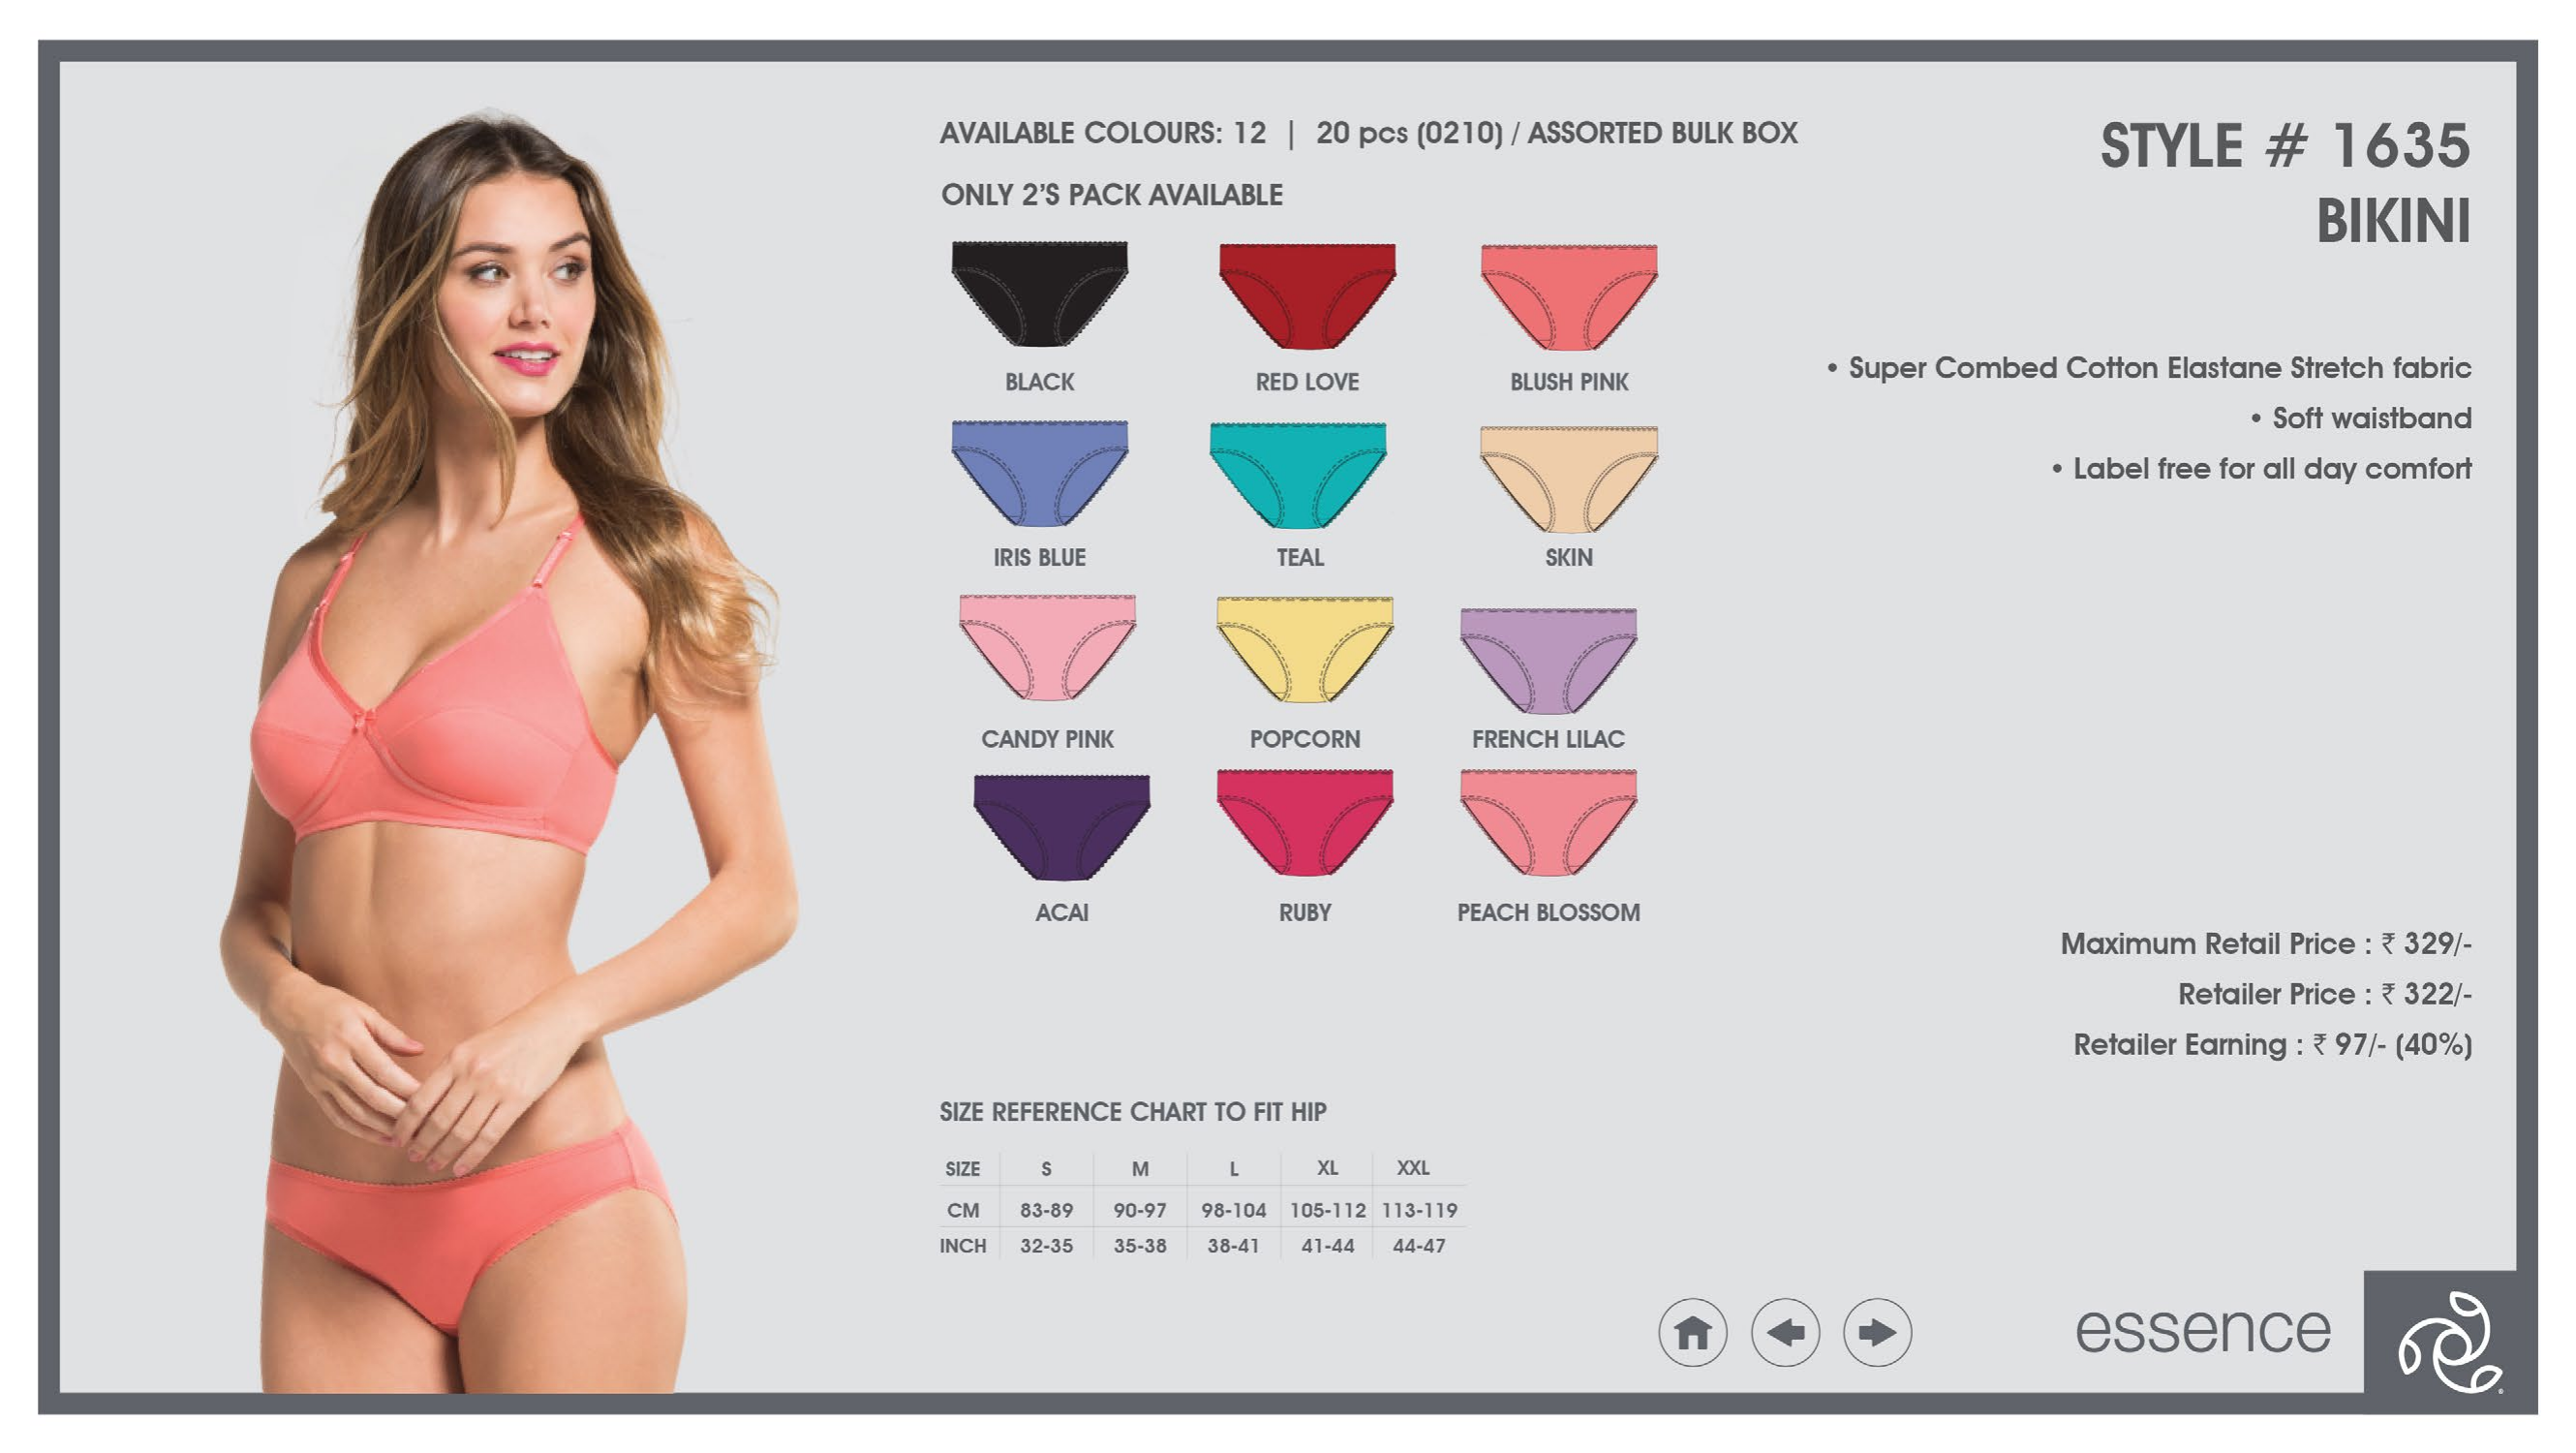 AVAILABLE COLOURS: 12 | 20 pcs (0210) / ASSORTED BULK BOX
ONLY 2'S PACK AVAILABLE
BLACK RED LOVE BLUSH PINK
IRIS BLUE TEAL SKIN
CANDY PINK POPCORN FRENCH LILAC
ACAI RUBY PEACH BLOSSOM
SIZE REFERENCE CHART TO FIT HIP
SIZE S M L XL XXL
CM 83-89 90-97 98-104 105-112 113-119
INCH 32-35 35-38 38-41 41-44 44-47
STYLE # 1635
BIKINI
• Super Combed Cotton Elastane Stretch fabric
• Soft waistband
• Label free for all day comfort
Maximum Retail Price : ₹ 329/-
Retailer Price : ₹ 322/-
Retailer Earning : ₹ 97/- (40%)
essence